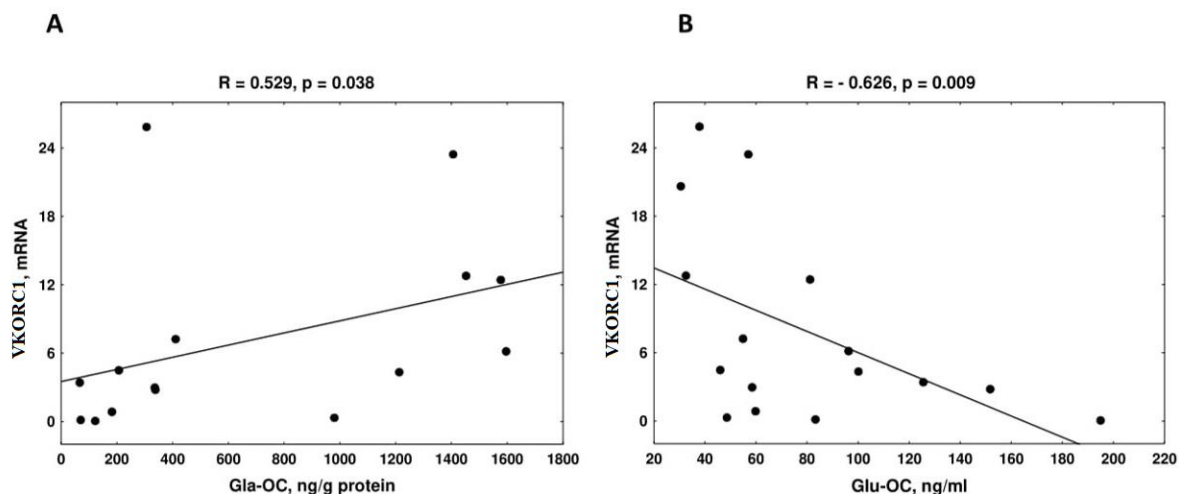 A
R = 0.529, p = 0.038
VKORC1, mRNA
24
18
12
6
0
0 200 400 600 800 1000 1200 1400 1600 1800
Gla-OC, ng/g protein
B
R = - 0.626, p = 0.009
VKORC1, mRNA
24
18
12
6
0
20 40 60 80 100 120 140 160 180 200 220
Glu-OC, ng/ml